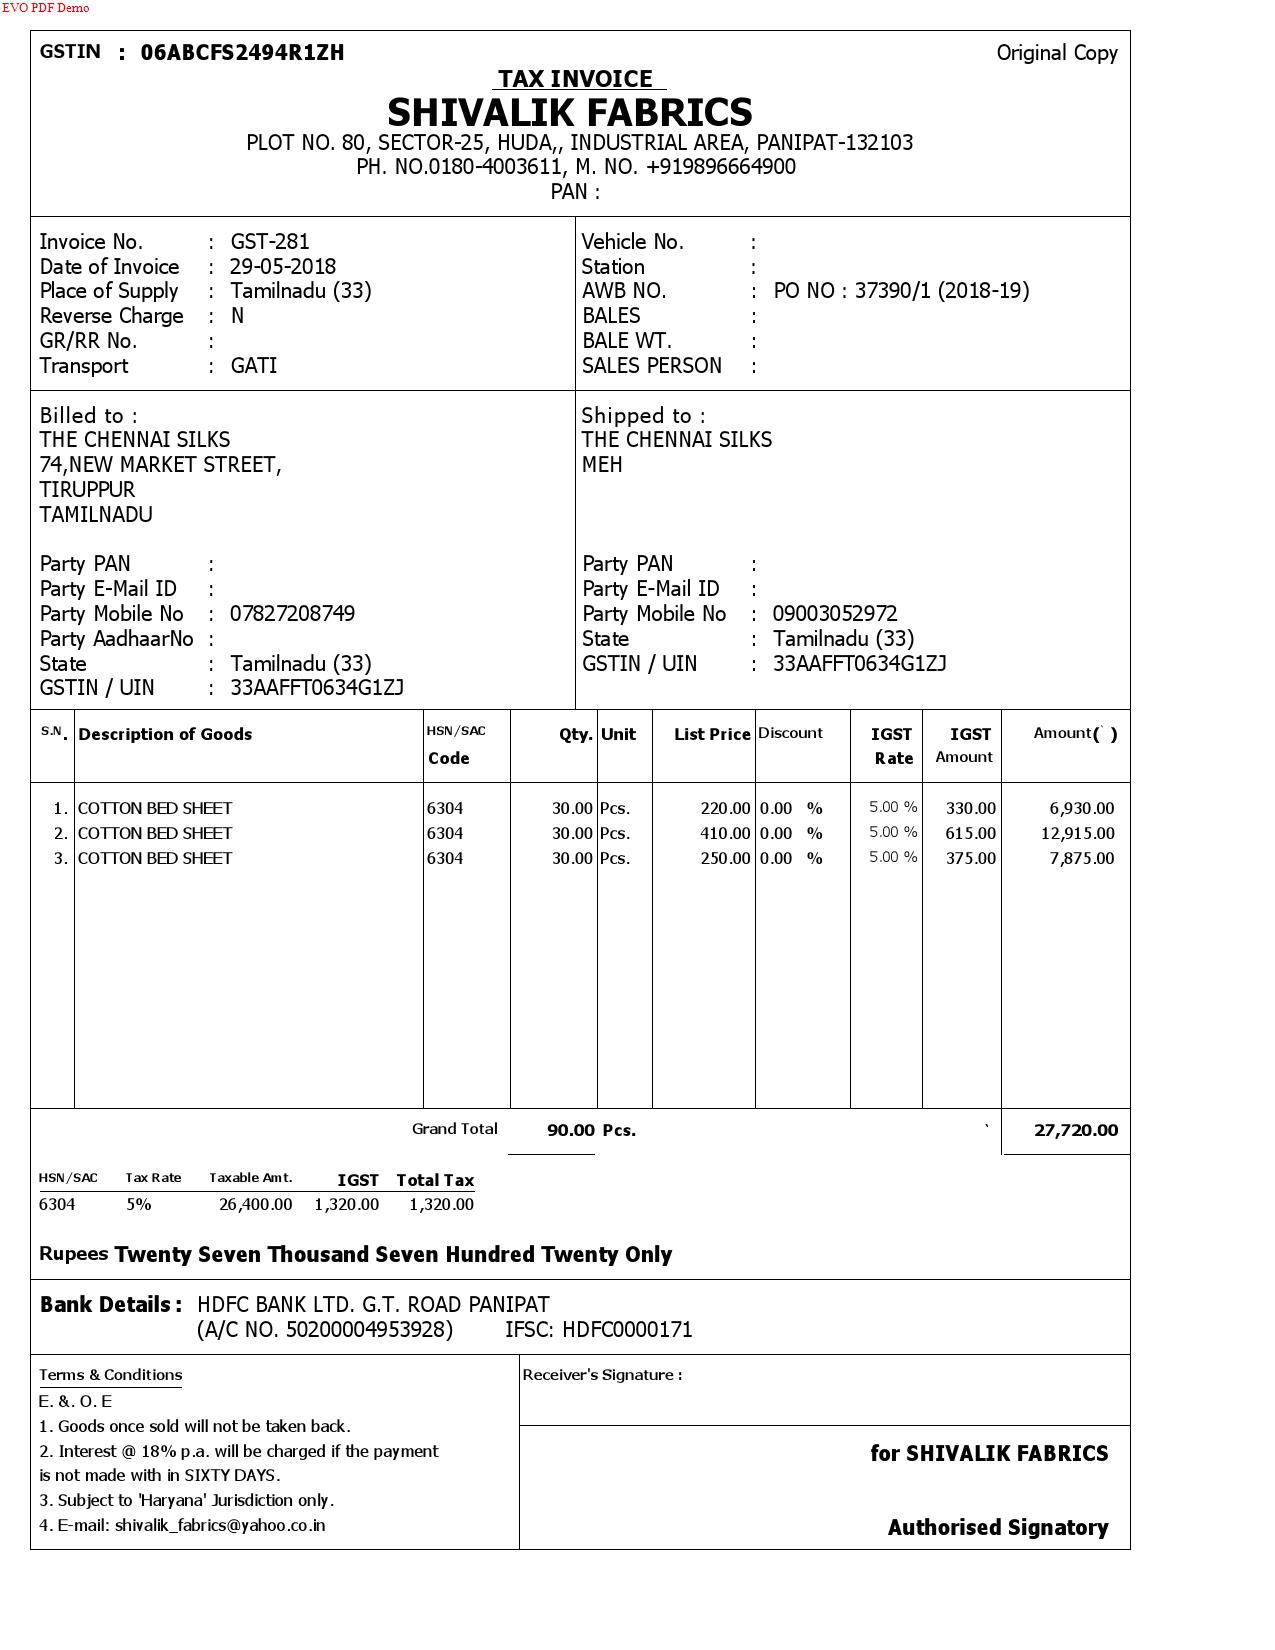 EVO PDF Demo
GSTIN : 06ABCFS2494R1ZH Original Copy
TAX INVOICE
SHIVALIK FABRICS
PLOT NO. 80, SECTOR-25, HUDA,, INDUSTRIAL AREA, PANIPAT-132103
PH. NO.0180-4003611, M. NO. +919896664900
PAN :
Invoice No. : GST-281
Date of Invoice : 29-05-2018
Place of Supply : Tamilnadu (33)
Reverse Charge : N
GR/RR No. :
Transport : GATI
Vehicle No. :
Station :
AWB NO. : PO NO : 37390/1 (2018-19)
BALES :
BALE WT. :
SALES PERSON :
Billed to :
THE CHENNAI SILKS
74,NEW MARKET STREET,
TIRUPPUR
TAMILNADU
Party PAN :
Party E-Mail ID :
Party Mobile No : 07827208749
Party AadhaarNo :
State : Tamilnadu (33)
GSTIN / UIN : 33AAFFT0634G1ZJ
Shipped to :
THE CHENNAI SILKS
MEH
Party PAN :
Party E-Mail ID :
Party Mobile No : 09003052972
State : Tamilnadu (33)
GSTIN / UIN : 33AAFFT0634G1ZJ
S.N. Description of Goods HSN/SAC Qty. Unit List Price Discount IGST IGST Amount(` )
Code Rate Amount
1. COTTON BED SHEET 6304 30.00 Pcs. 220.00 0.00 % 5.00 % 330.00 6,930.00
2. COTTON BED SHEET 6304 30.00 Pcs. 410.00 0.00 % 5.00 % 615.00 12,915.00
3. COTTON BED SHEET 6304 30.00 Pcs. 250.00 0.00 % 5.00 % 375.00 7,875.00
Grand Total 90.00 Pcs. ` 27,720.00
HSN/SAC Tax Rate Taxable Amt. IGST Total Tax
6304 5% 26,400.00 1,320.00 1,320.00
Rupees Twenty Seven Thousand Seven Hundred Twenty Only
Bank Details : HDFC BANK LTD. G.T. ROAD PANIPAT
(A/C NO. 50200004953928) IFSC: HDFC0000171
Terms & Conditions
E. &. O. E
1. Goods once sold will not be taken back.
2. Interest @ 18% p.a. will be charged if the payment
is not made with in SIXTY DAYS.
3. Subject to 'Haryana' Jurisdiction only.
4. E-mail: shivalik_fabrics@yahoo.co.in
Receiver's Signature :
for SHIVALIK FABRICS
Authorised Signatory